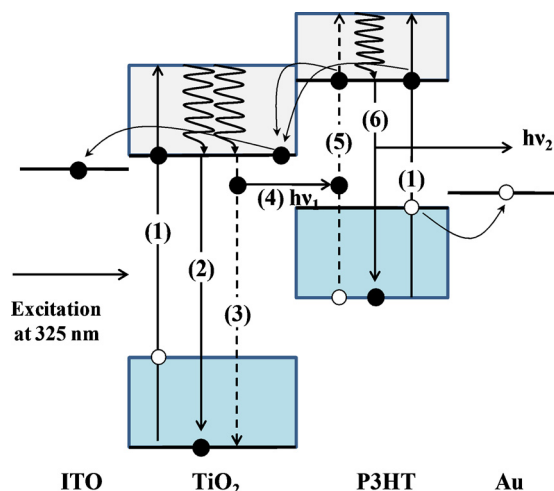 (6)
hν₂
(5)
(4) hν₁
(1)
(1)
(2)
(3)
Excitation
at 325 nm
ITO TiO₂ P3HT Au